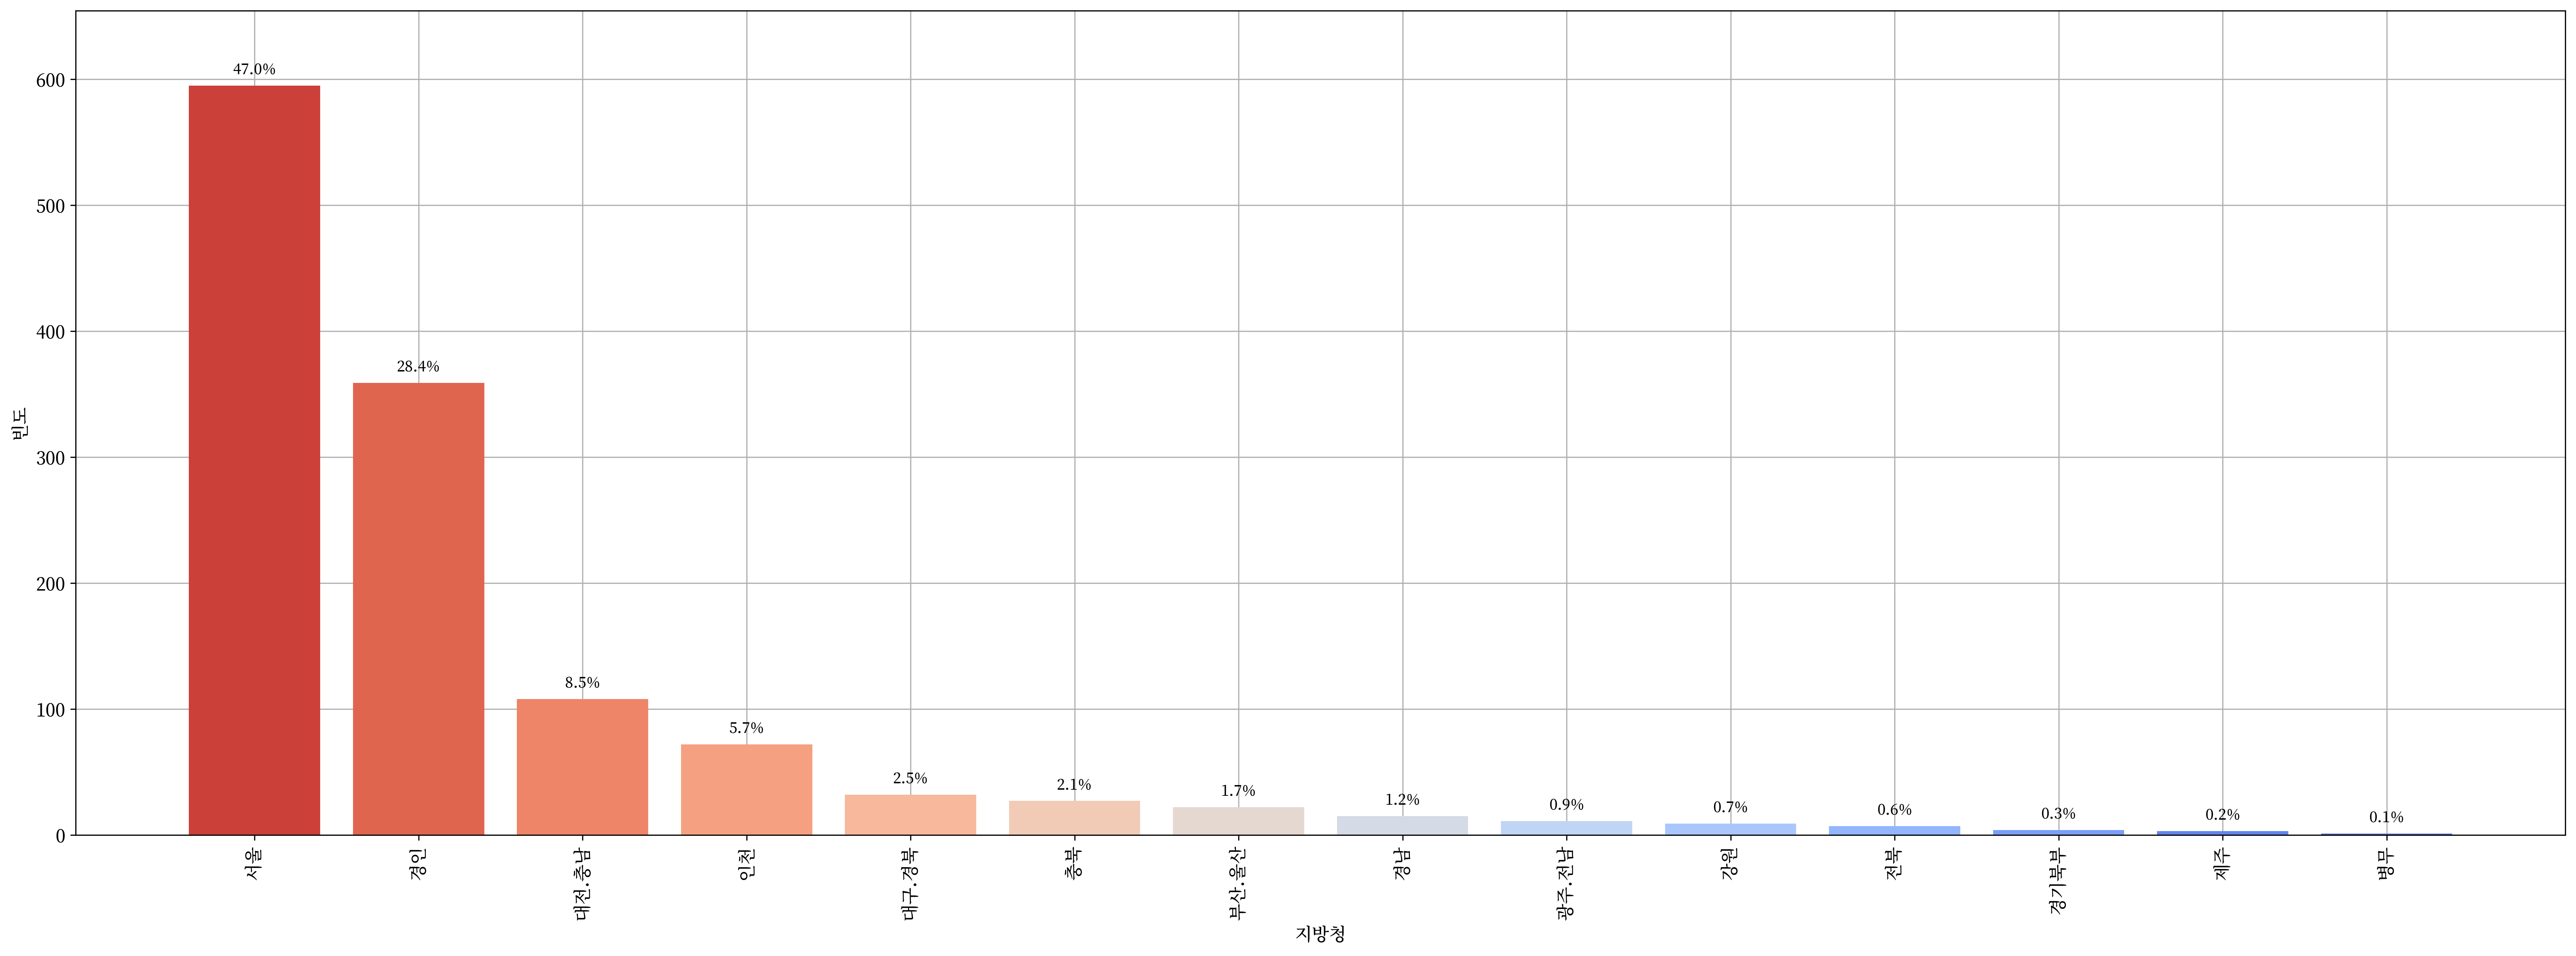 빈도
600
500
400
300
200
100
0
47.0%
28.4%
8.5%
5.7%
2.5%
2.1%
1.7%
1.2%
0.9%
0.7%
0.6%
0.3%
0.2%
0.1%
서울
경인
대전.충남
인천
대구.경북
충북
부산.울산
경남
광주.전남
강원
전북
경기북부
제주
병무
지방청